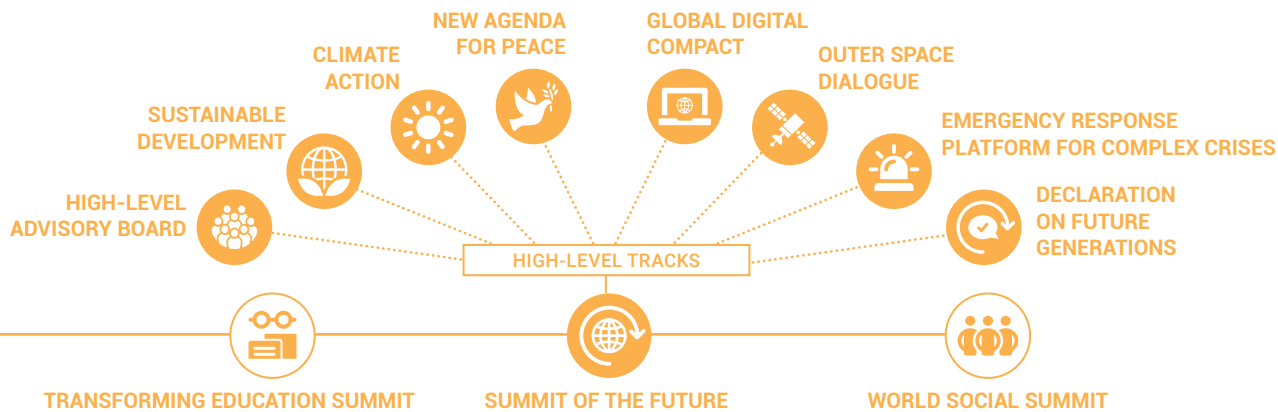 NEW AGENDA
FOR PEACE
GLOBAL DIGITAL
COMPACT
CLIMATE
ACTION
OUTER SPACE
DIALOGUE
SUSTAINABLE
DEVELOPMENT
EMERGENCY RESPONSE
PLATFORM FOR COMPLEX CRISES
HIGH-LEVEL
ADVISORY BOARD
DECLARATION
ON FUTURE
GENERATIONS
HIGH-LEVEL TRACKS
TRANSFORMING EDUCATION SUMMIT
SUMMIT OF THE FUTURE
WORLD SOCIAL SUMMIT